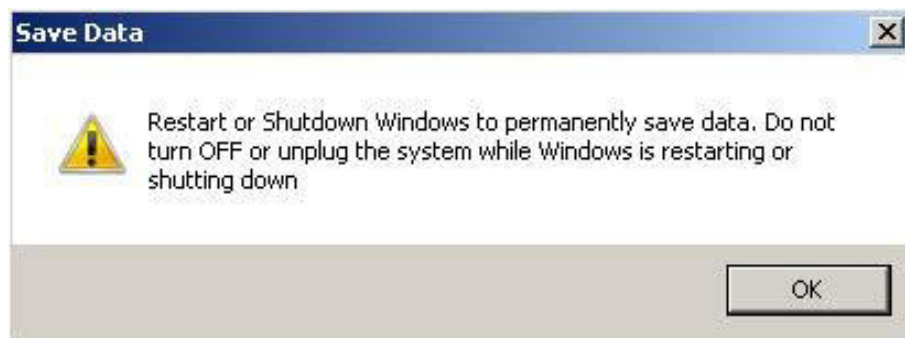 Save Data
Restart or Shutdown Windows to permanently save data. Do not
turn OFF or unplug the system while Windows is restarting or
shutting down
OK